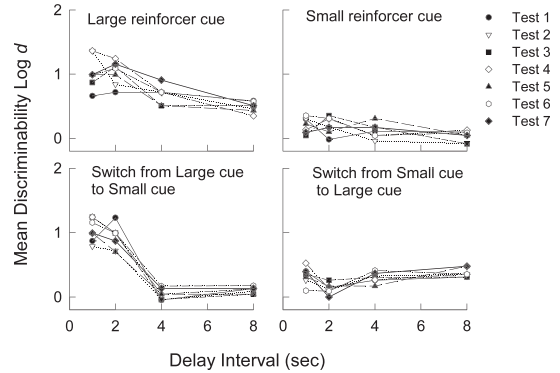 Large reinforcer cue
Small reinforcer cue
Test 1
Test 2
Test 3
Test 4
Test 5
Test 6
Test 7
2
1
0
Switch from Large cue
to Small cue
Switch from Small cue
to Large cue
2
1
0
0 2 4 6 8 0 2 4 6 8
Mean Discriminability Log d
Delay Interval (sec)